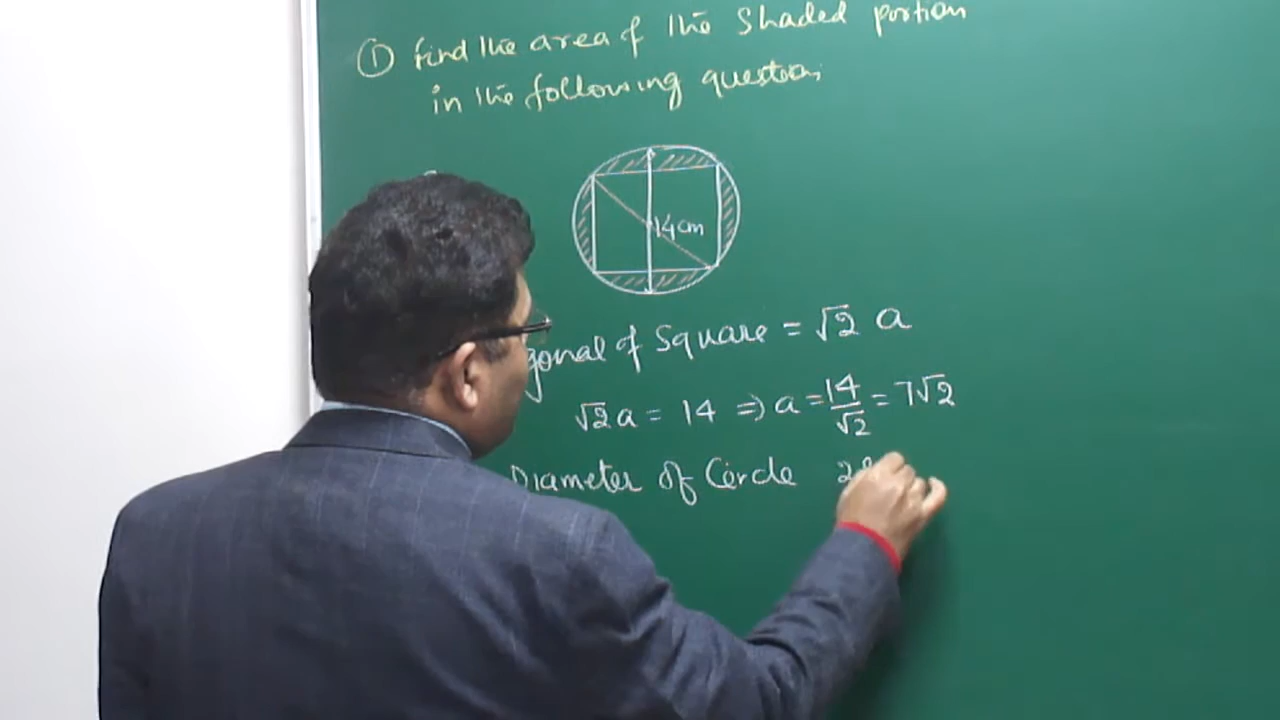 ① find the area of the shaded portion
in the following question,
14cm
gonal of Square = √2 a
√2a = 14 ⇒ a = 14/√2 = 7√2
Diameter of Circle 2